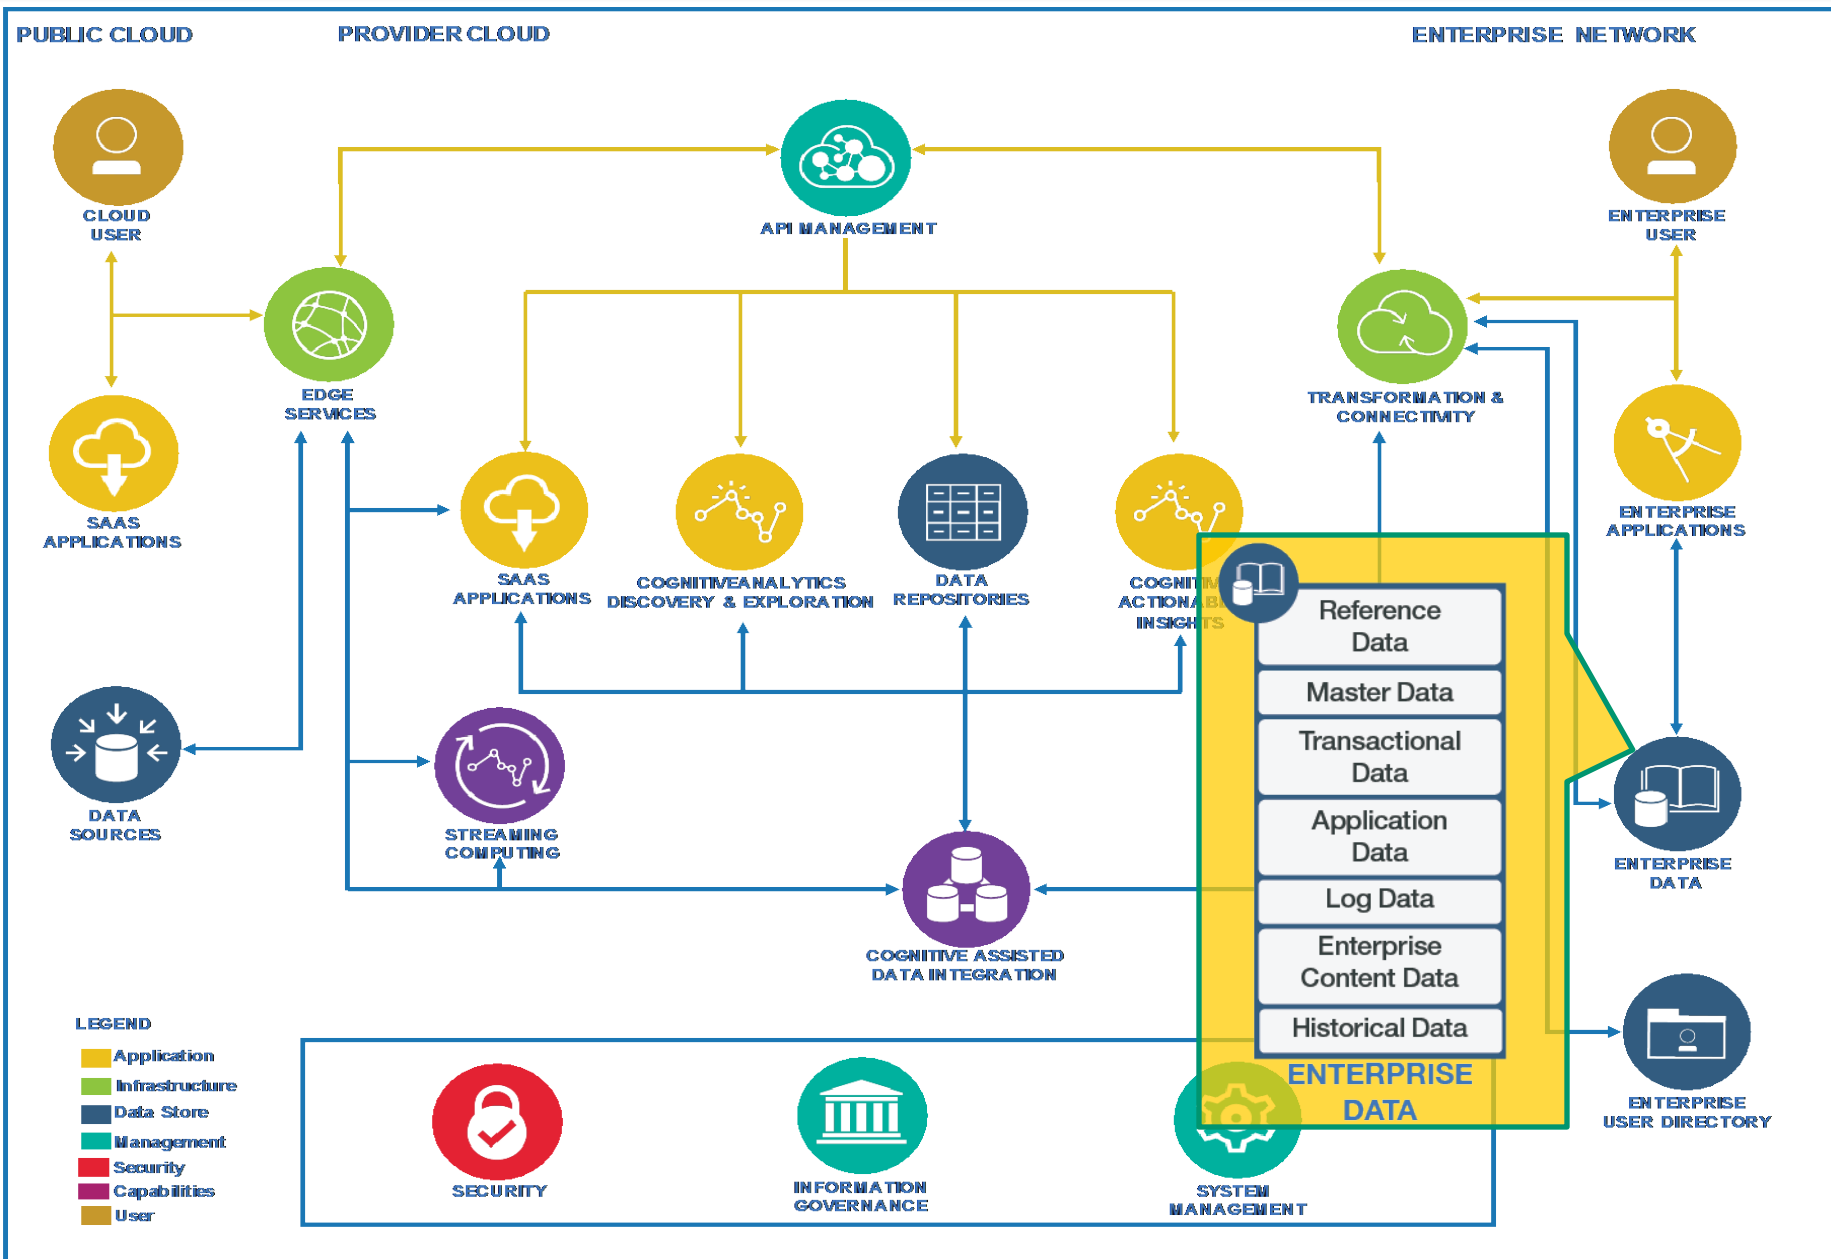 PUBLIC CLOUD
PROVIDER CLOUD
ENTERPRISE NETWORK
CLOUD
USER
API MANAGEMENT
ENTERPRISE
USER
EDGE
SERVICES
TRANSFORMATION &
CONNECTIVITY
SAAS
APPLICATIONS
SAAS
APPLICATIONS
COGNITIVE ANALYTICS
DISCOVERY & EXPLORATION
DATA
REPOSITORIES
COGNITIVE
ACTIONABLE
INSIGHTS
ENTERPRISE
APPLICATIONS
Reference
Data
Master Data
Transactional
Data
Application
Data
Log Data
Enterprise
Content Data
Historical Data
ENTERPRISE
DATA
DATA
SOURCES
STREAMING
COMPUTING
ENTERPRISE
DATA
COGNITIVE ASSISTED
DATA INTEGRATION
LEGEND
Application
Infrastructure
Data Store
Management
Security
Capabilities
User
SECURITY
INFORMATION
GOVERNANCE
SYSTEM
MANAGEMENT
ENTERPRISE
USER DIRECTORY